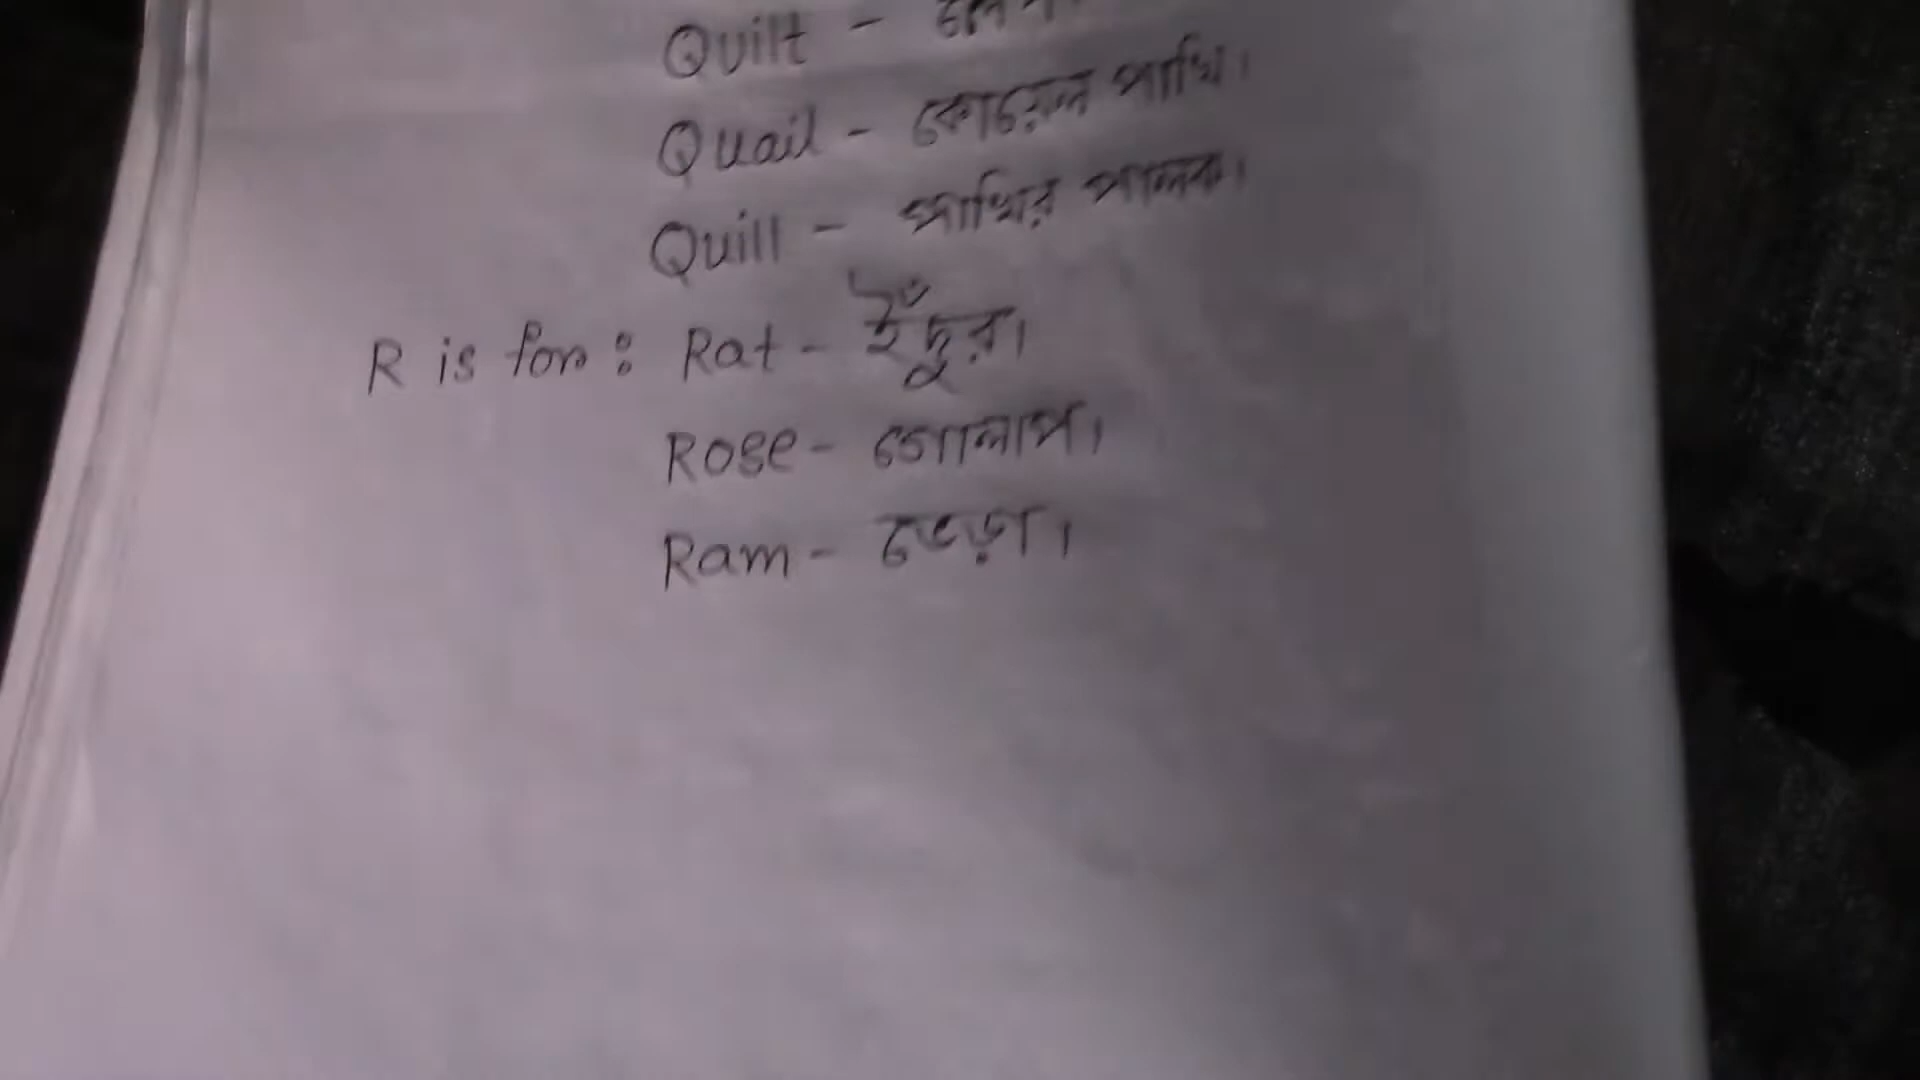 Quilt -
Quail - কোয়েল পাখি।
Quill - পাখির পালক।
R is for : Rat - ইঁদুর।
Rose - গোলাপ।
Ram - ভেড়া।